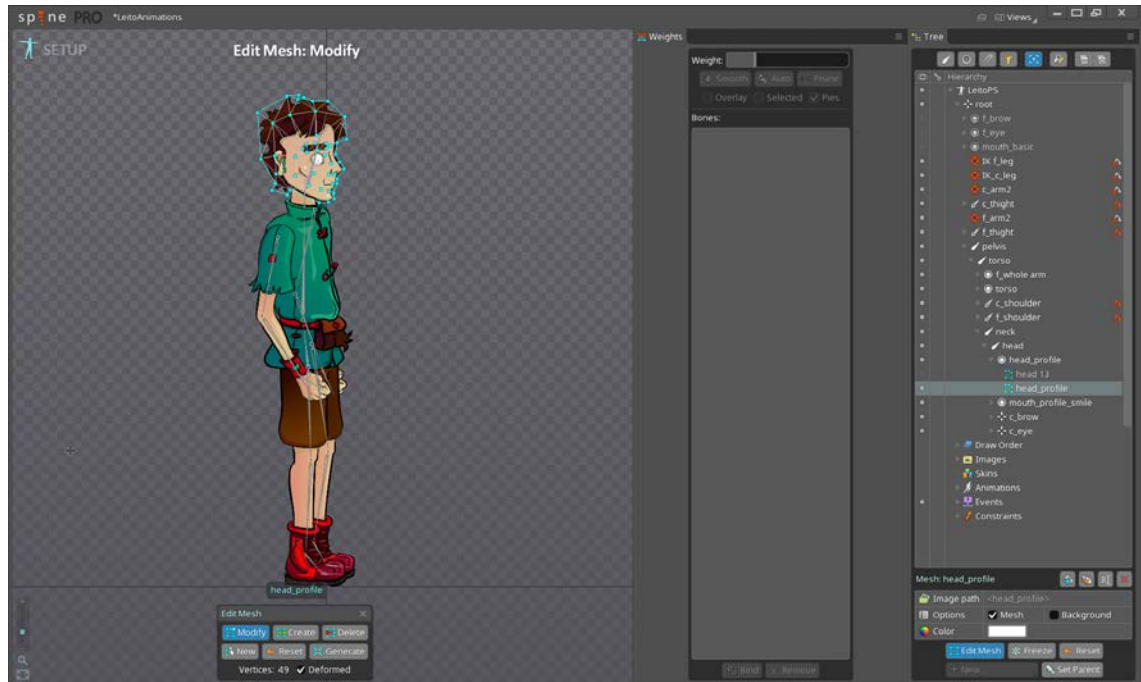 spine PRO *LeitoAnimations
Views
SETUP
Edit Mesh: Modify
head_profile
Edit Mesh
Modify Create Delete
New Reset Generate
Vertices: 49 Deformed
Weights
Weight:
Smooth Auto Prune
Overlay Selected Pies
Bones:
Bind Remove
Tree
Hierarchy
LeitoPS
root
f_brow
f_eye
mouth_basic
IK f_leg
IK_c_leg
c_arm2
c_thight
f_arm2
f_thight
pelvis
torso
f_whole arm
torso
c_shoulder
f_shoulder
neck
head
head_profile
head 13
head_profile
mouth_profile_smile
c_brow
c_eye
Draw Order
Images
Skins
Animations
Events
Constraints
Mesh: head_profile
Image path <head_profile>
Options Mesh Background
Color
Edit Mesh Freeze Reset
+ New Set Parent